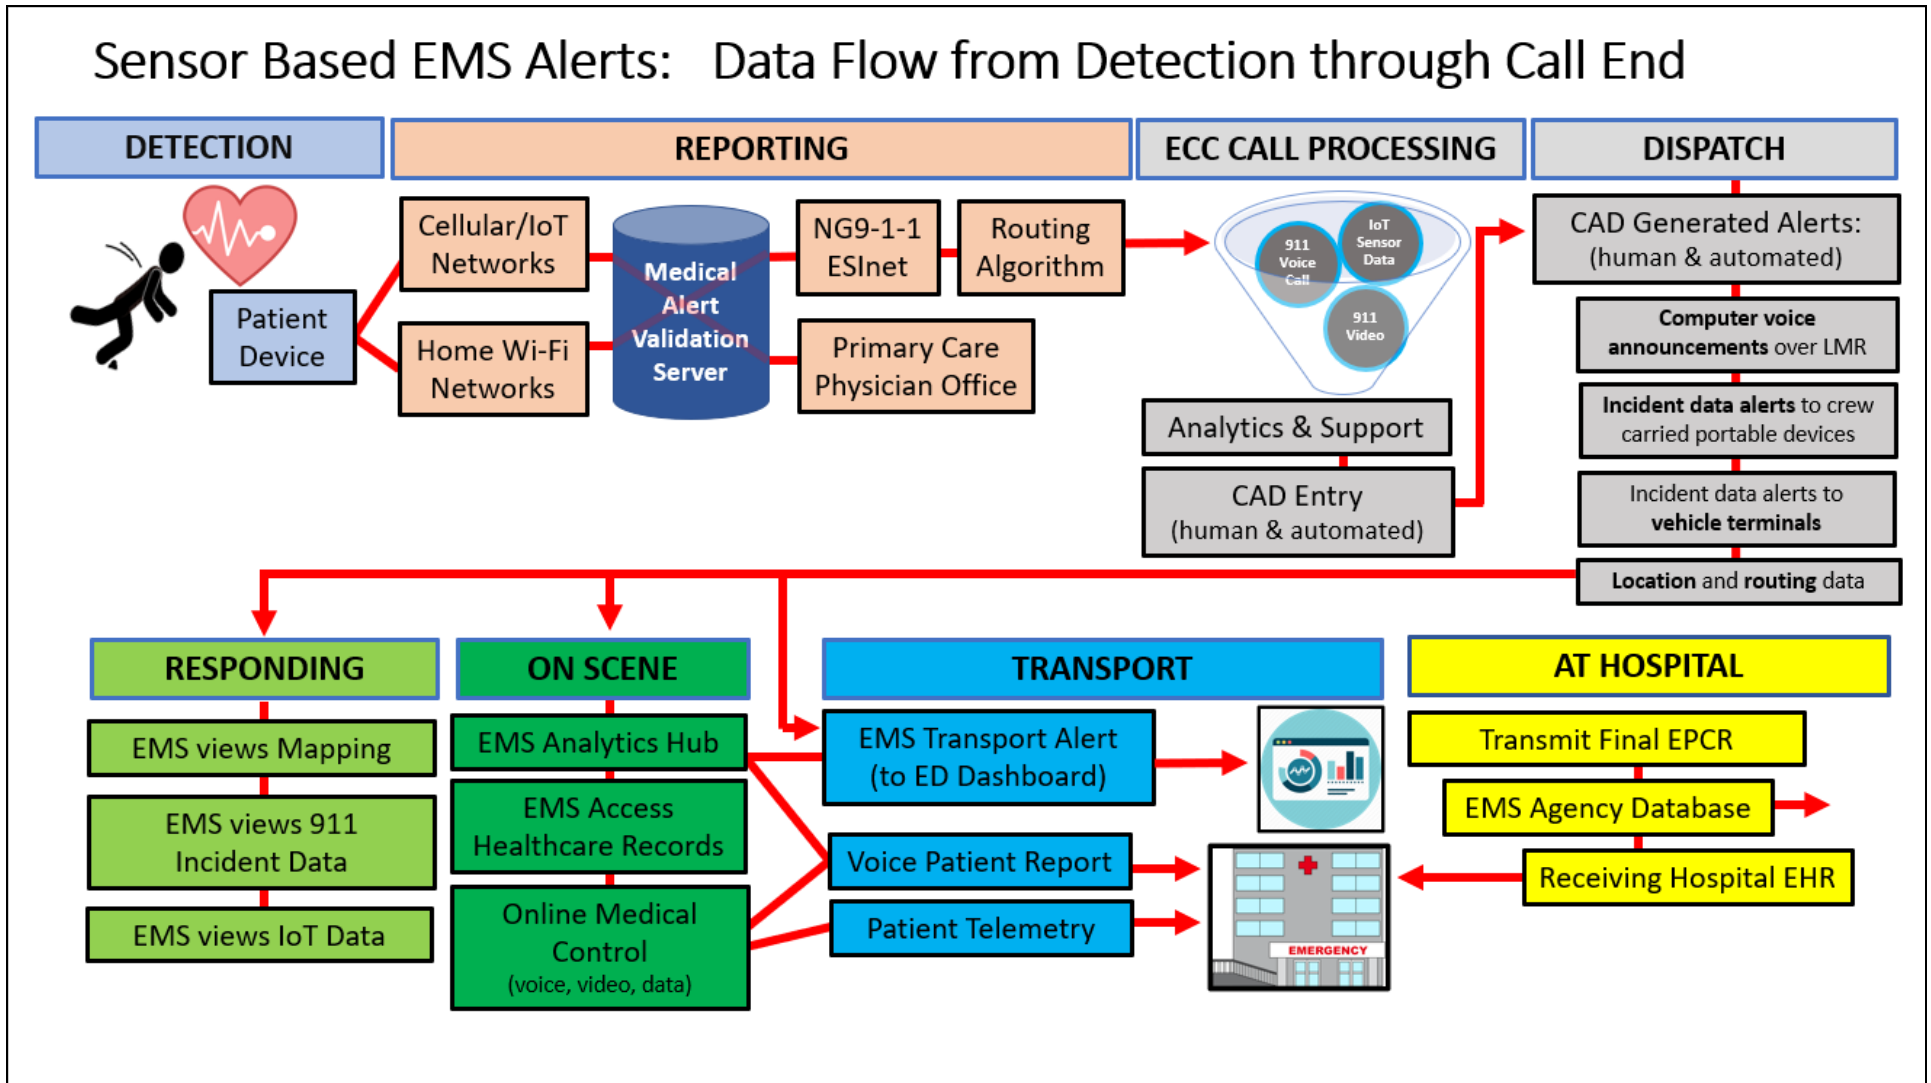 Sensor Based EMS Alerts: Data Flow from Detection through Call End
DETECTION
REPORTING
ECC CALL PROCESSING
DISPATCH
Patient
Device
Cellular/IoT
Networks
Home Wi-Fi
Networks
Medical
Alert
Validation
Server
NG9-1-1
ESInet
Routing
Algorithm
Primary Care
Physician Office
911
Voice
Call
IoT
Sensor
Data
911
Video
Analytics & Support
CAD Entry
(human & automated)
CAD Generated Alerts:
(human & automated)
Computer voice
announcements over LMR
Incident data alerts to crew
carried portable devices
Incident data alerts to
vehicle terminals
Location and routing data
RESPONDING
ON SCENE
TRANSPORT
AT HOSPITAL
EMS views Mapping
EMS views 911
Incident Data
EMS views IoT Data
EMS Analytics Hub
EMS Access
Healthcare Records
Online Medical
Control
(voice, video, data)
EMS Transport Alert
(to ED Dashboard)
Voice Patient Report
Patient Telemetry
EMERGENCY
Transmit Final EPCR
EMS Agency Database
Receiving Hospital EHR